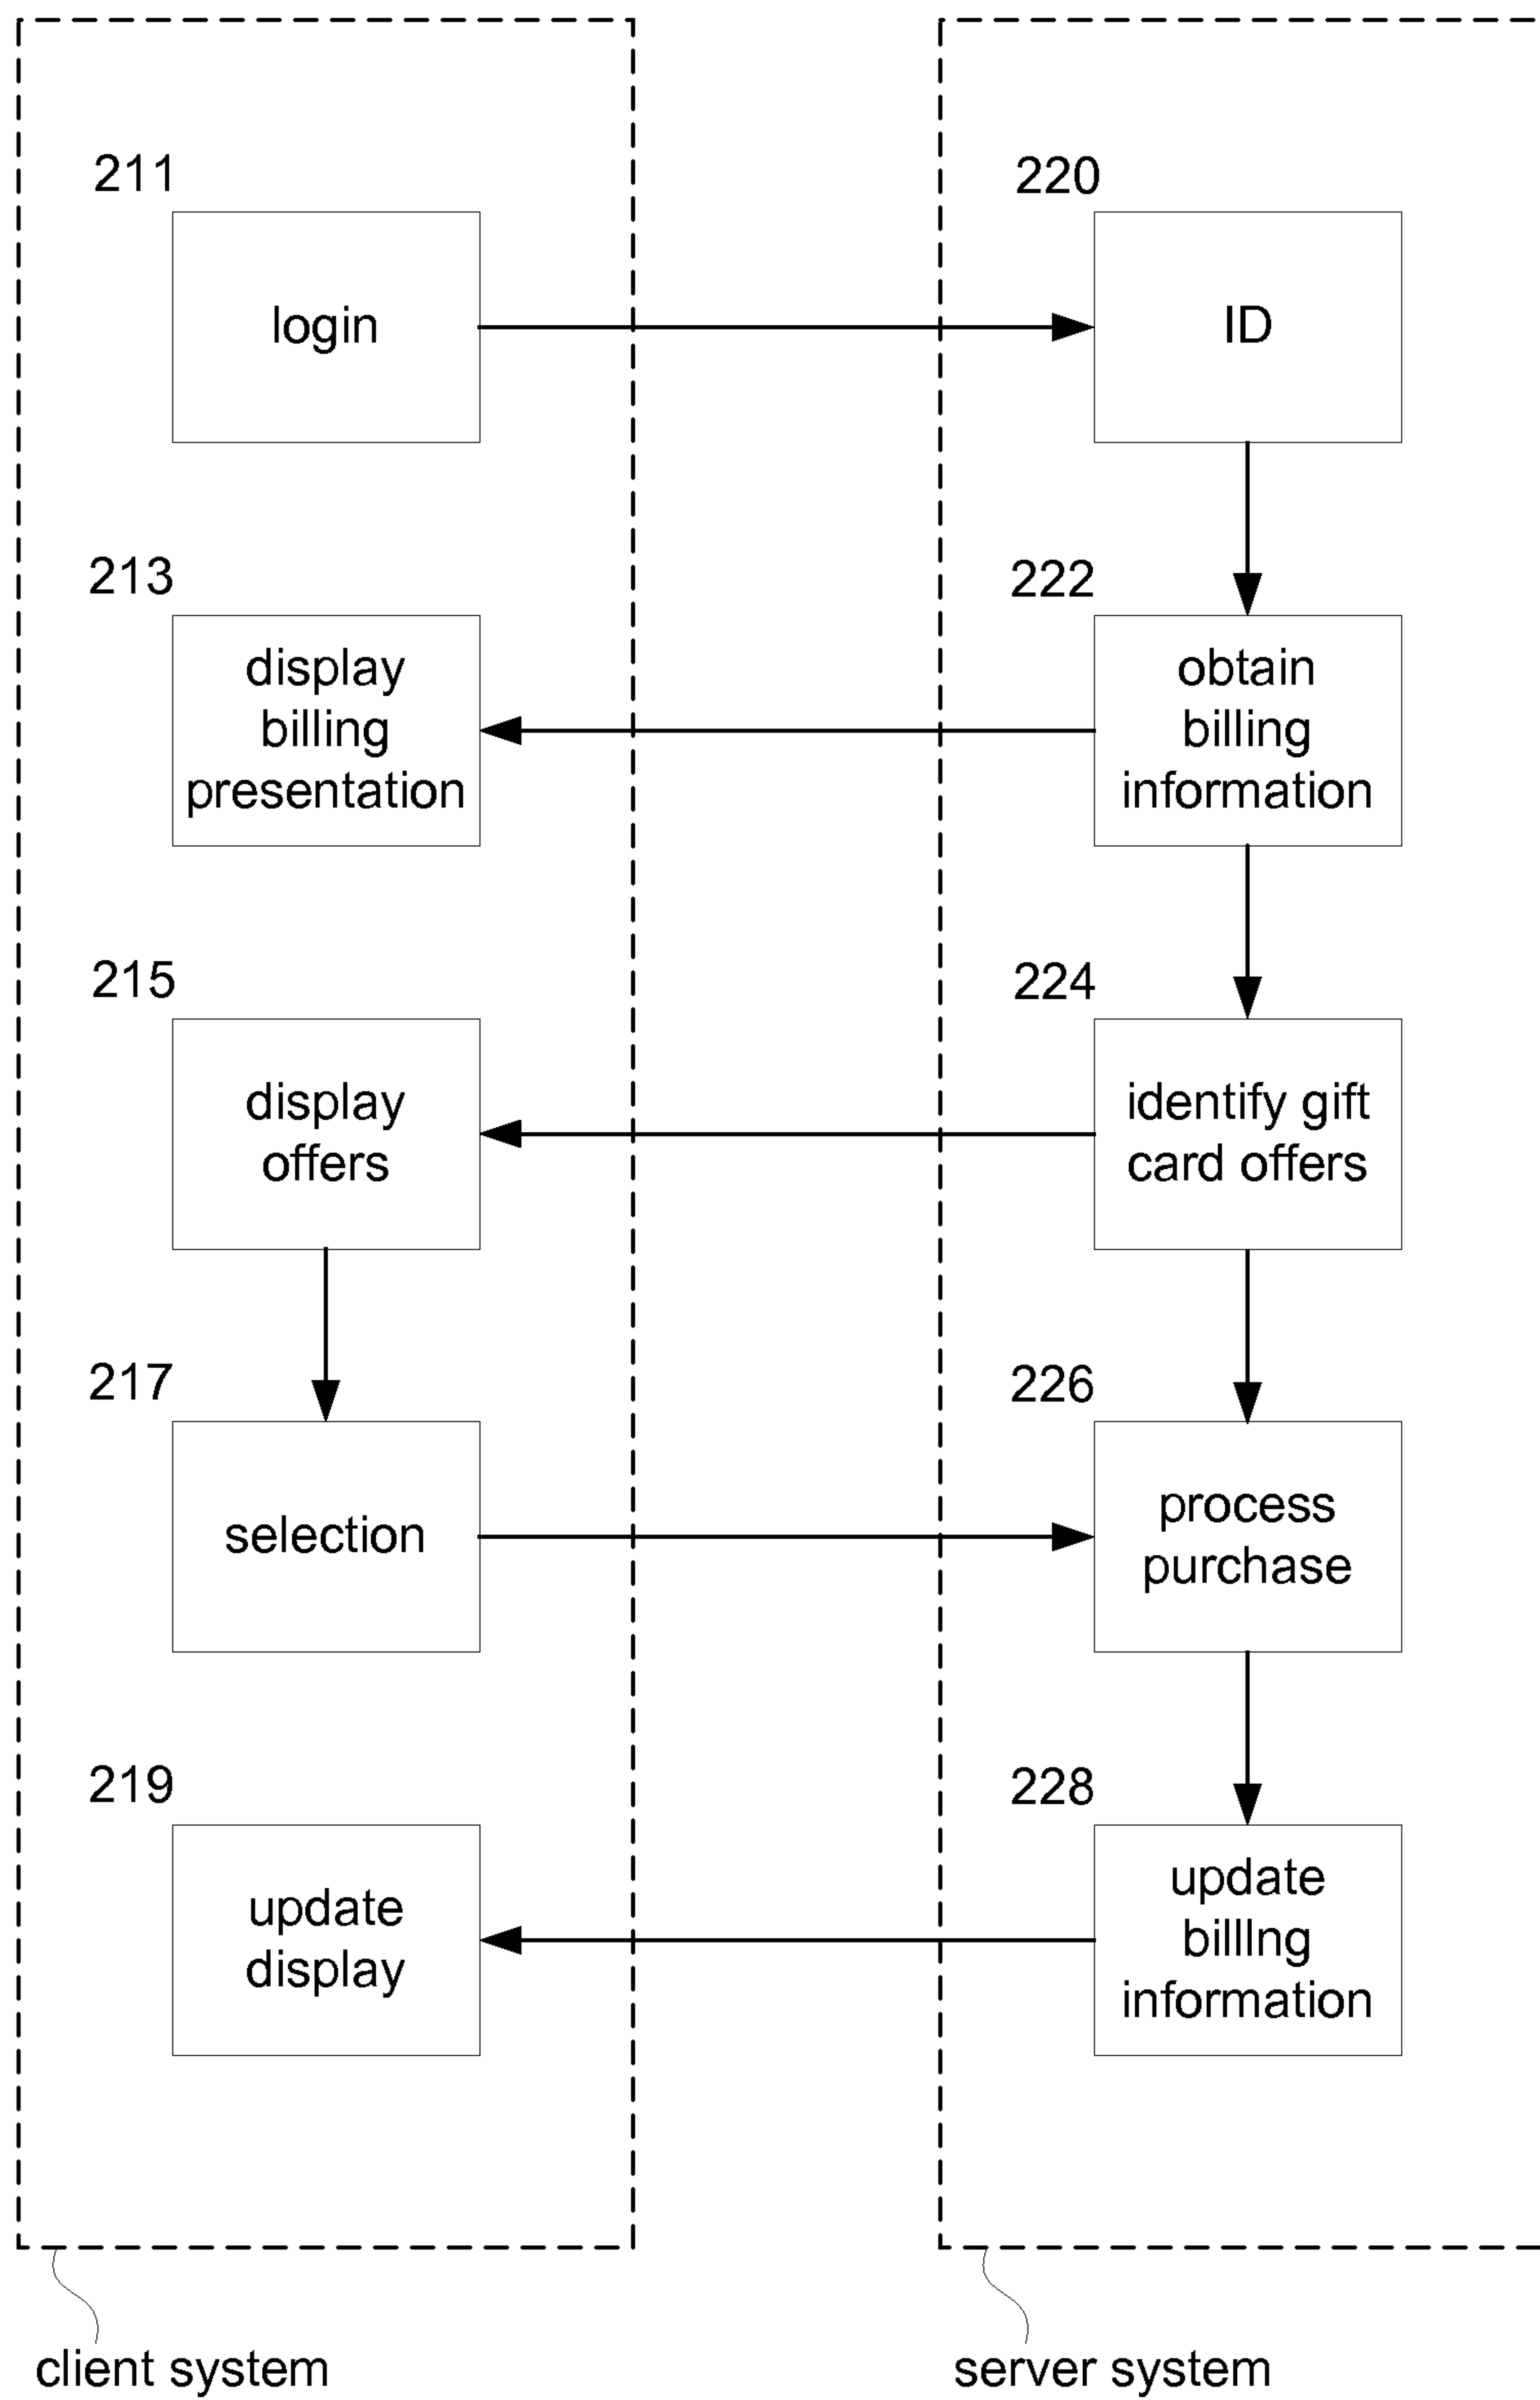 211
login
220
ID
213
display
billing
presentation
222
obtain
billing
information
215
display
offers
224
identify gift
card offers
217
selection
226
process
purchase
219
update
display
228
update
billIng
information
client system
server system